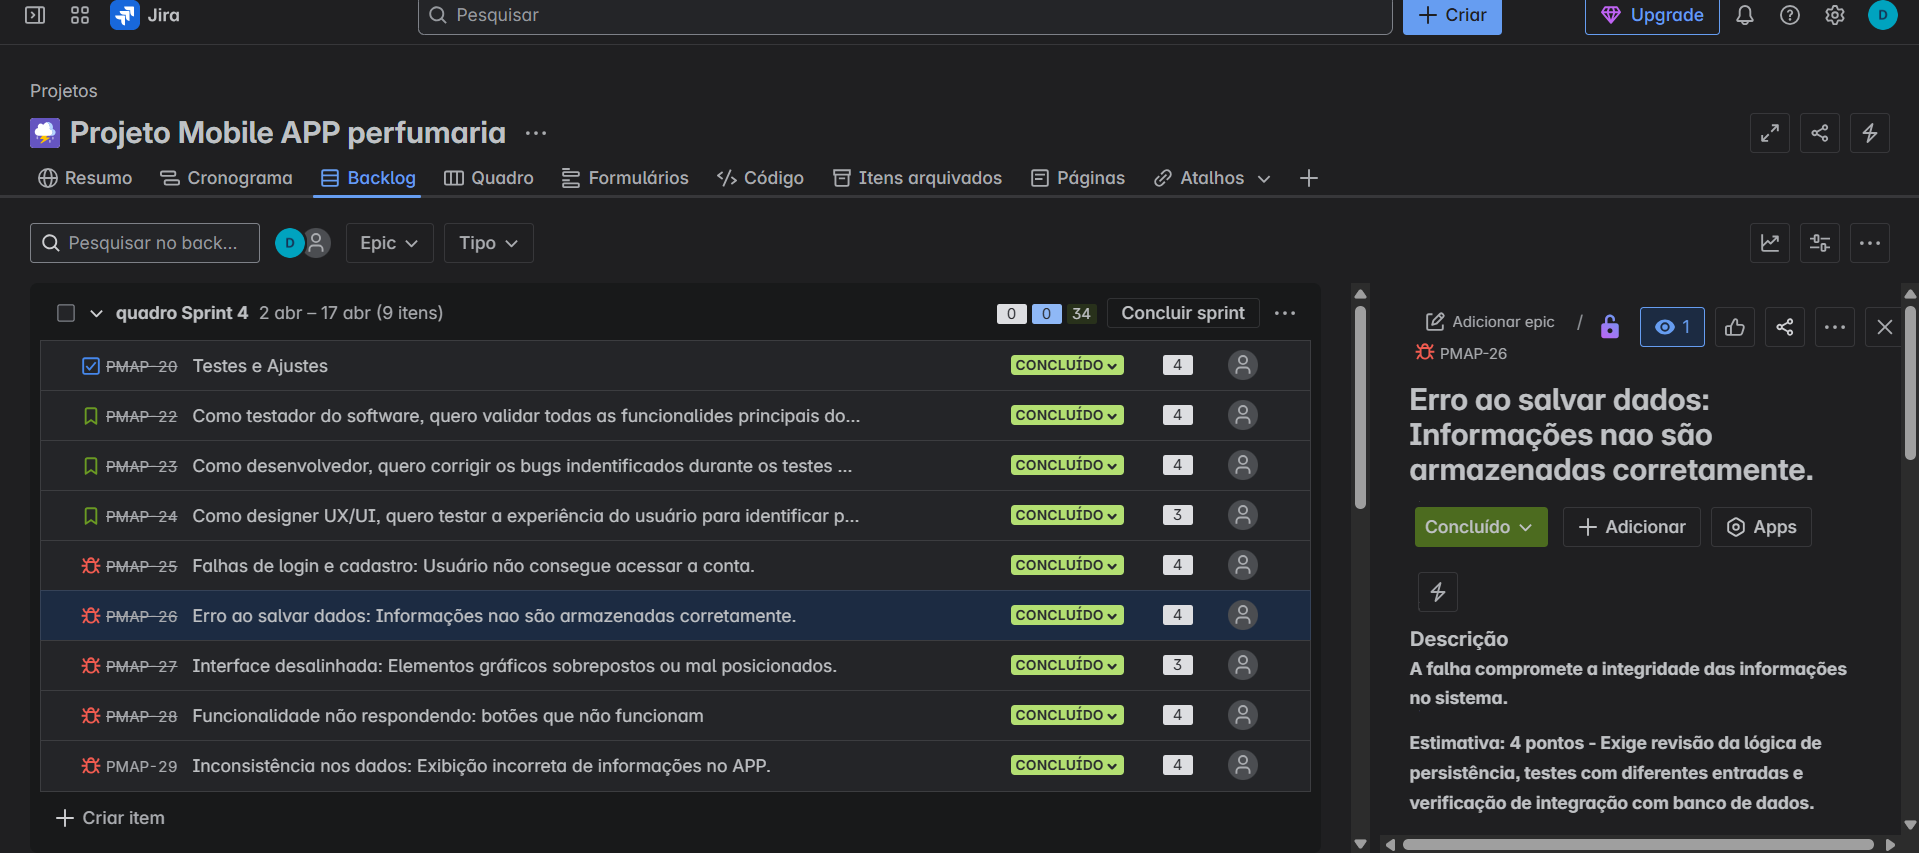 Jira
Pesquisar
Criar
Upgrade
D
Projetos
Projeto Mobile APP perfumaria
Resumo
Cronograma
Backlog
Quadro
Formulários
Código
Itens arquivados
Páginas
Atalhos
Pesquisar no back...
D
Epic
Tipo
quadro Sprint 4 2 abr – 17 abr (9 itens)
0 0 34
Concluir sprint
PMAP-20 Testes e Ajustes CONCLUÍDO 4
PMAP-22 Como testador do software, quero validar todas as funcionalides principais do... CONCLUÍDO 4
PMAP-23 Como desenvolvedor, quero corrigir os bugs indentificados durante os testes ... CONCLUÍDO 4
PMAP-24 Como designer UX/UI, quero testar a experiência do usuário para identificar p... CONCLUÍDO 3
PMAP-25 Falhas de login e cadastro: Usuário não consegue acessar a conta. CONCLUÍDO 4
PMAP-26 Erro ao salvar dados: Informações nao são armazenadas corretamente. CONCLUÍDO 4
PMAP-27 Interface desalinhada: Elementos gráficos sobrepostos ou mal posicionados. CONCLUÍDO 3
PMAP-28 Funcionalidade não respondendo: botões que não funcionam CONCLUÍDO 4
PMAP-29 Inconsistência nos dados: Exibição incorreta de informações no APP. CONCLUÍDO 4
Criar item
Adicionar epic /
1
PMAP-26
Erro ao salvar dados:
Informações nao são
armazenadas corretamente.
Concluído
Adicionar
Apps
Descrição
A falha compromete a integridade das informações
no sistema.
Estimativa: 4 pontos - Exige revisão da lógica de
persistência, testes com diferentes entradas e
verificação de integração com banco de dados.